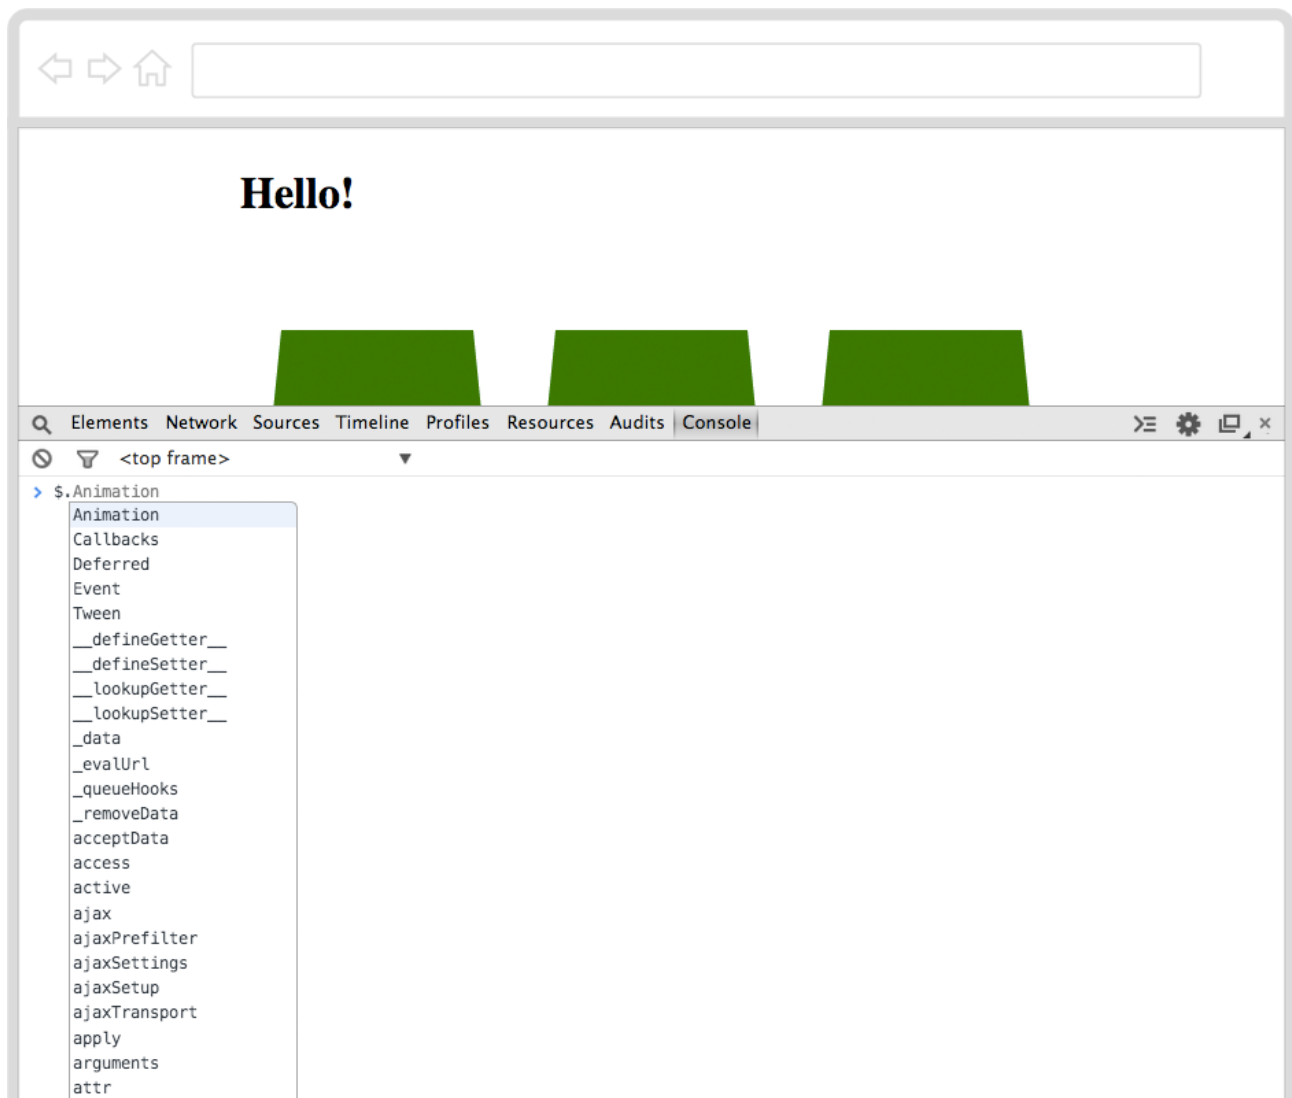 Hello!
Elements Network Sources Timeline Profiles Resources Audits Console
<top frame>
$.Animation
Animation
Callbacks
Deferred
Event
Tween
__defineGetter__
__defineSetter__
__lookupGetter__
__lookupSetter__
_data
_evalUrl
_queueHooks
_removeData
acceptData
access
active
ajax
ajaxPrefilter
ajaxSettings
ajaxSetup
ajaxTransport
apply
arguments
attr